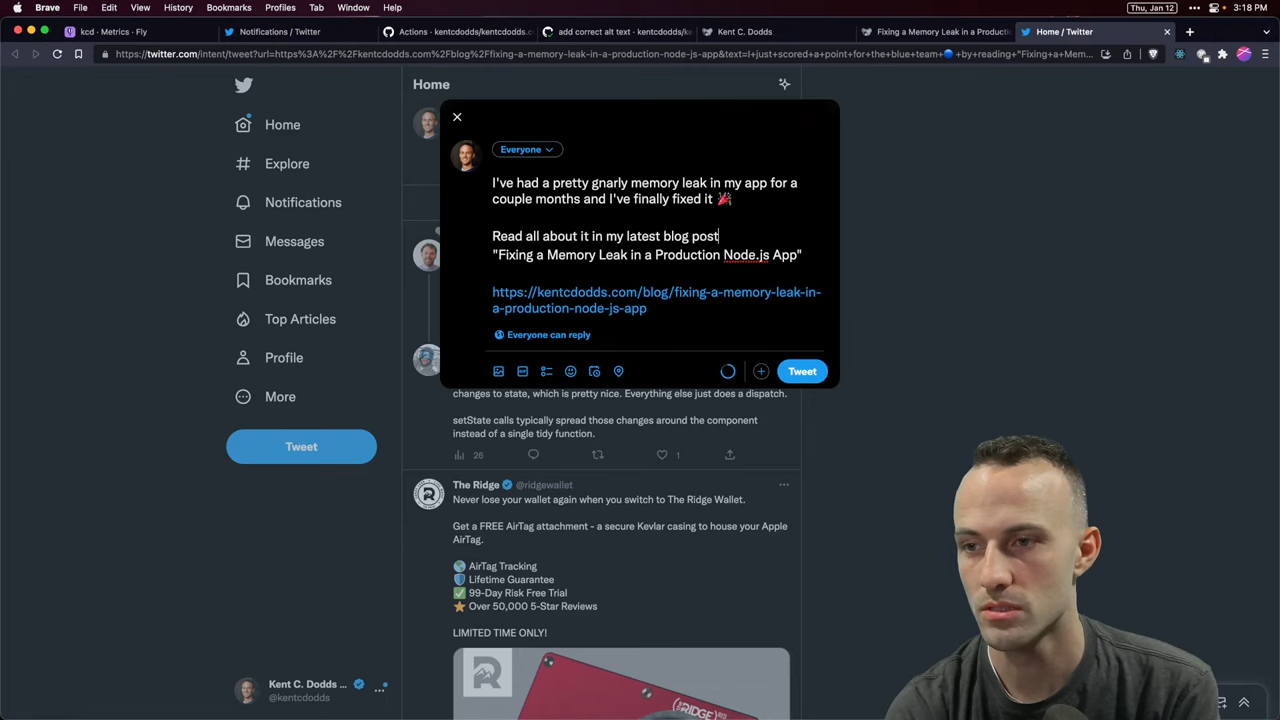 Brave File Edit View History Bookmarks Profiles Tab Window Help Thu, Jan 12 3:18 PM
kcd - Metrics · Fly
Notifications / Twitter
Actions · kentcdodds/kentcdodds.c
add correct alt text · kentcdodds/ke
Kent C. Dodds
Fixing a Memory Leak in a Producti
Home / Twitter
https://twitter.com/intent/tweet?url=https%3A%2F%2Fkentcdodds.com%2Fblog%2Ffixing-a-memory-leak-in-a-production-node-js-app&text=I+just+scored+a+point+for+the+blue+team+🔵+by+reading+"Fixing+a+Mem...
Home
Explore
Notifications
Messages
Bookmarks
Top Articles
Profile
More
Tweet
Kent C. Dodds ...
@kentcdodds
Home
Everyone
I've had a pretty gnarly memory leak in my app for a
couple months and I've finally fixed it 🎉
Read all about it in my latest blog post
"Fixing a Memory Leak in a Production Node.js App"
https://kentcdodds.com/blog/fixing-a-memory-leak-in-
a-production-node-js-app
Everyone can reply
GIF
Tweet
changes to state, which is pretty nice. Everything else just does a dispatch.
setState calls typically spread those changes around the component
instead of a single tidy function.
26
1
The Ridge @ridgewallet
Never lose your wallet again when you switch to The Ridge Wallet.
Get a FREE AirTag attachment - a secure Kevlar casing to house your Apple
AirTag.
🌎 AirTag Tracking
🛡️ Lifetime Guarantee
✅ 99-Day Risk Free Trial
⭐ Over 50,000 5-Star Reviews
LIMITED TIME ONLY!
RIDGE